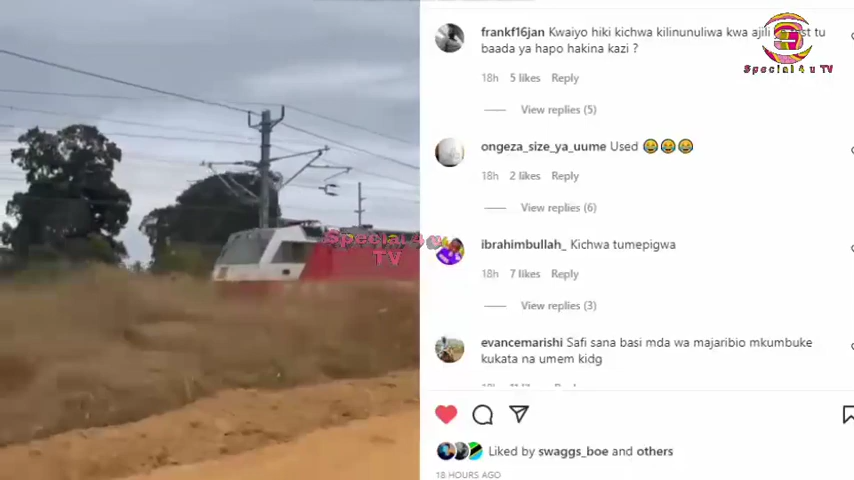 frankf16jan Kwaiyo hiki kichwa kilinunuliwa kwa ajili tu
baada ya hapo hakina kazi ?
18h 5 likes Reply
View replies (5)
ongeza_size_ya_uume Used 😂😂😂
18h 2 likes Reply
View replies (6)
ibrahimbullah_ Kichwa tumepigwa
18h 7 likes Reply
View replies (3)
evancemarishi Safi sana basi mda wa majaribio mkumbuke
kukata na umem kidg
Liked by swaggs_boe and others
18 HOURS AGO
Special 4 u TV
Special 4 u
TV